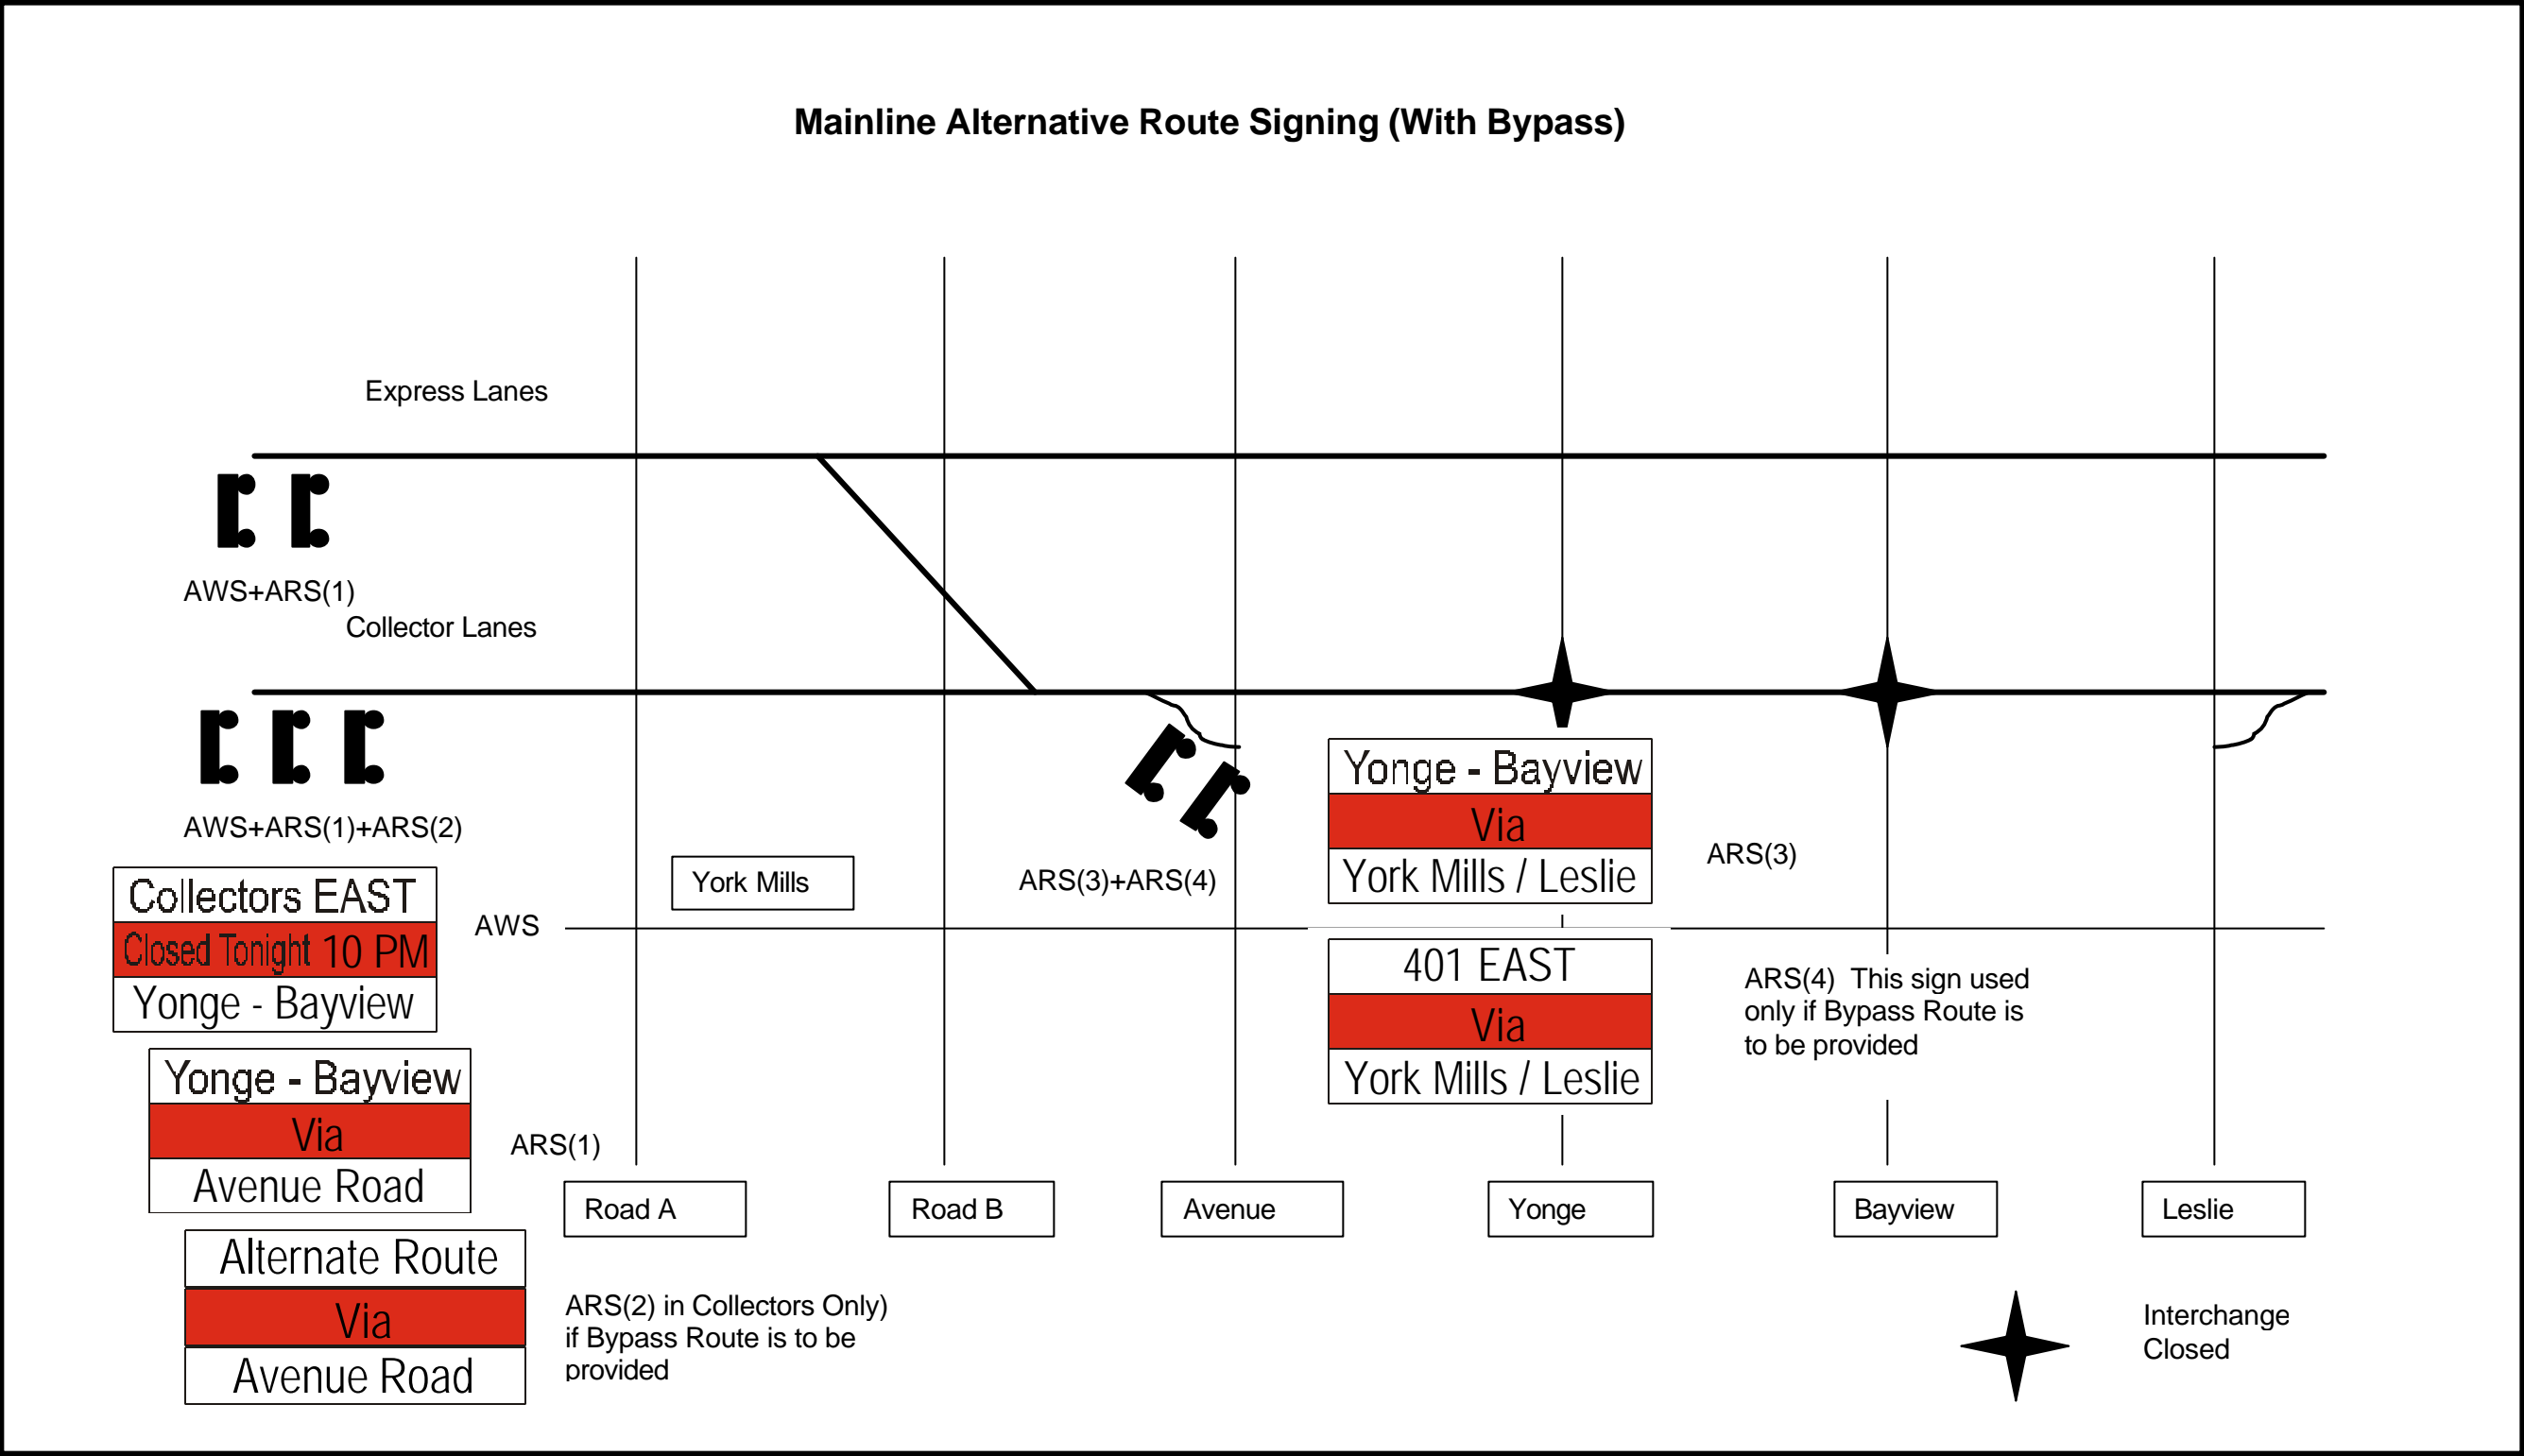 Mainline Alternative Route Signing (With Bypass)
Express Lanes
AWS+ARS(1)
Collector Lanes
AWS+ARS(1)+ARS(2)
Collectors EAST
Closed Tonight 10 PM
Yonge - Bayview
AWS
York Mills
ARS(3)+ARS(4)
Yonge - Bayview
Via
York Mills / Leslie
ARS(3)
401 EAST
Via
York Mills / Leslie
ARS(4)  This sign used
only if Bypass Route is
to be provided
Yonge - Bayview
Via
Avenue Road
ARS(1)
Road A
Road B
Avenue
Yonge
Bayview
Leslie
Alternate Route
Via
Avenue Road
ARS(2) in Collectors Only)
if Bypass Route is to be
provided
Interchange
Closed